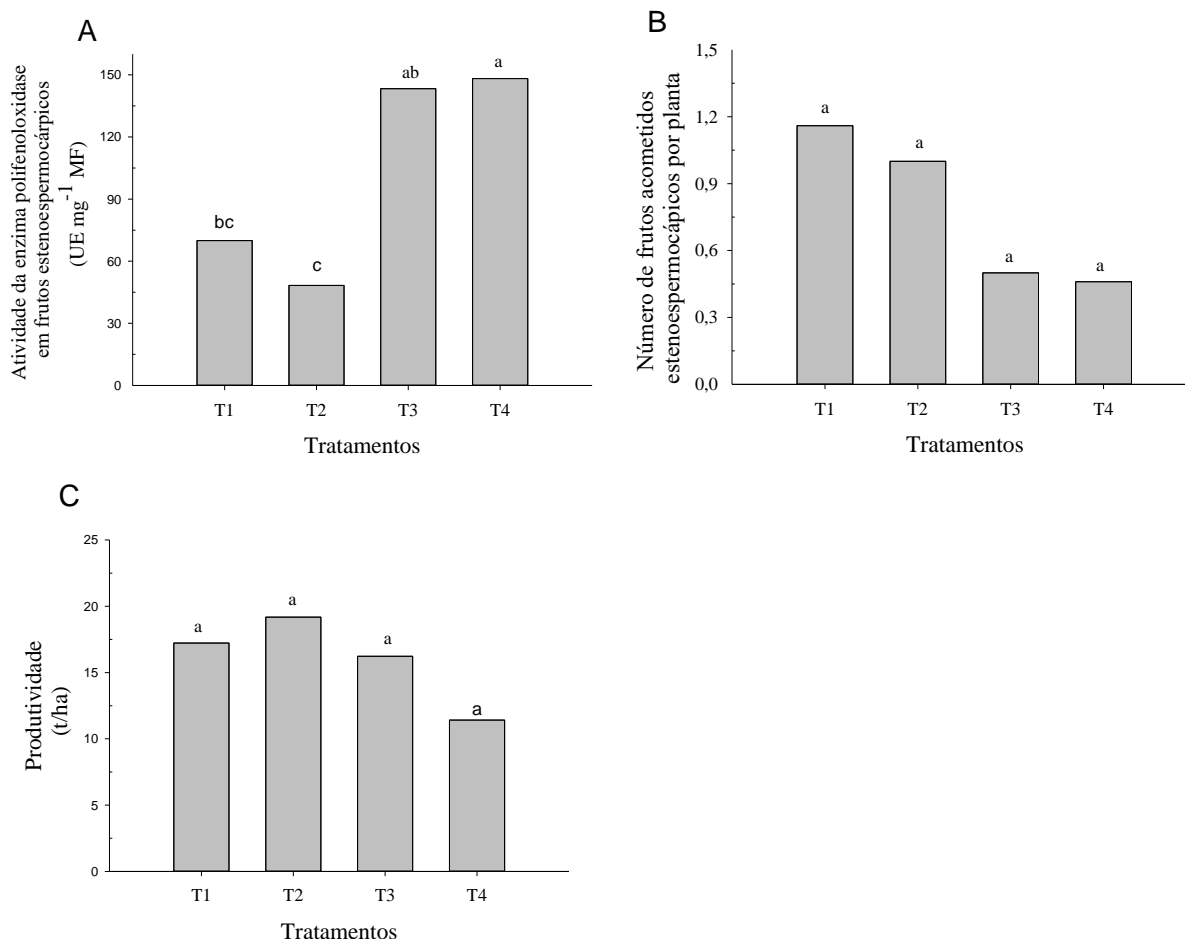 A
Atividade da enzima polifenoloxidase
em frutos estenoespermocárpicos
(UE mg-1 MF)
150
120
90
60
30
0
bc
c
ab
a
T1
T2
T3
T4
Tratamentos
B
Número de frutos acometidos
estenoespermocápicos por planta
1,5
1,2
0,9
0,6
0,3
0,0
a
a
a
a
T1
T2
T3
T4
Tratamentos
C
Produtividade
(t/ha)
25
20
15
10
5
0
a
a
a
a
T1
T2
T3
T4
Tratamentos